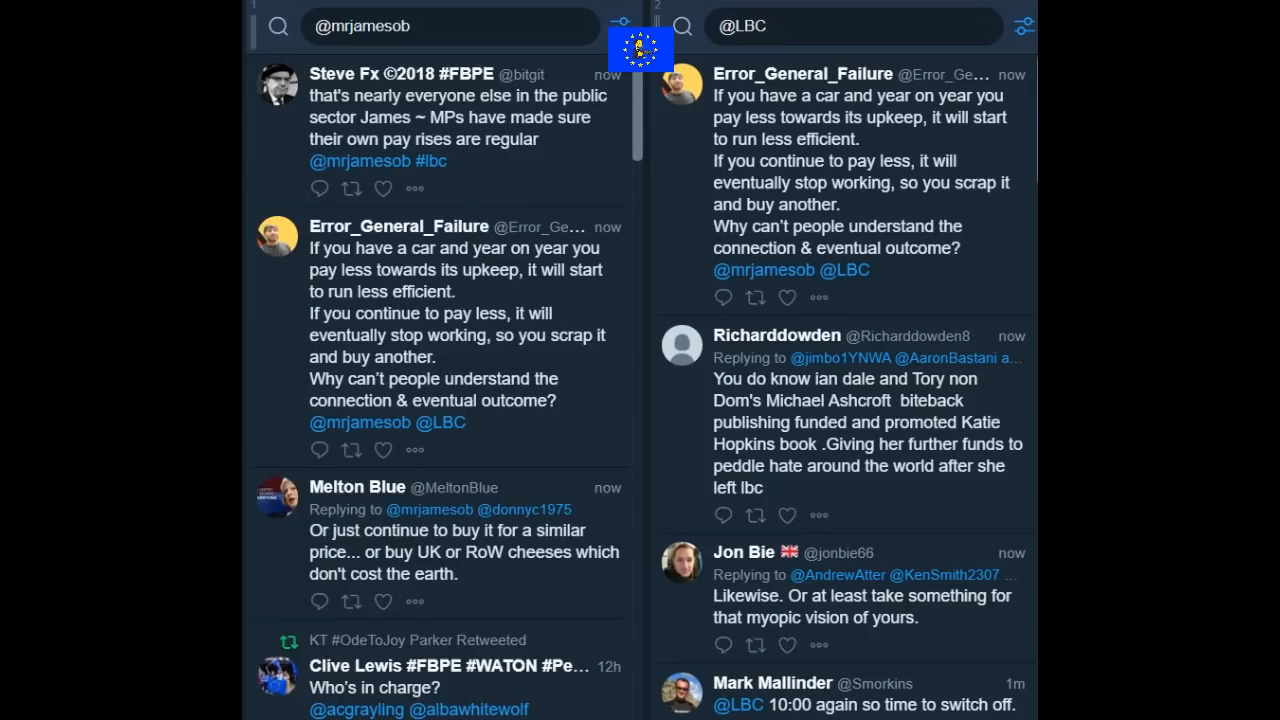 1
@mrjamesob
Steve Fx ©2018 #FBPE @bitgit now
that's nearly everyone else in the public
sector James ~ MPs have made sure
their own pay rises are regular
@mrjamesob #lbc
Error_General_Failure @Error_Ge... now
If you have a car and year on year you
pay less towards its upkeep, it will start
to run less efficient.
If you continue to pay less, it will
eventually stop working, so you scrap it
and buy another.
Why can’t people understand the
connection & eventual outcome?
@mrjamesob @LBC
Melton Blue @MeltonBlue now
Replying to @mrjamesob @donnyc1975
Or just continue to buy it for a similar
price... or buy UK or RoW cheeses which
don't cost the earth.
KT #OdeToJoy Parker Retweeted
Clive Lewis #FBPE #WATON #Pe... 12h
Who’s in charge?
@acgrayling @albawhitewolf
2
@LBC
Error_General_Failure @Error_Ge... now
If you have a car and year on year you
pay less towards its upkeep, it will start
to run less efficient.
If you continue to pay less, it will
eventually stop working, so you scrap it
and buy another.
Why can’t people understand the
connection & eventual outcome?
@mrjamesob @LBC
Richarddowden @Richarddowden8 now
Replying to @jimbo1YNWA @AaronBastani a...
You do know ian dale and Tory non
Dom's Michael Ashcroft biteback
publishing funded and promoted Katie
Hopkins book .Giving her further funds to
peddle hate around the world after she
left lbc
Jon Bie @jonbie66 now
Replying to @AndrewAtter @KenSmith2307 ...
Likewise. Or at least take something for
that myopic vision of yours.
Mark Mallinder @Smorkins 1m
@LBC 10:00 again so time to switch off.